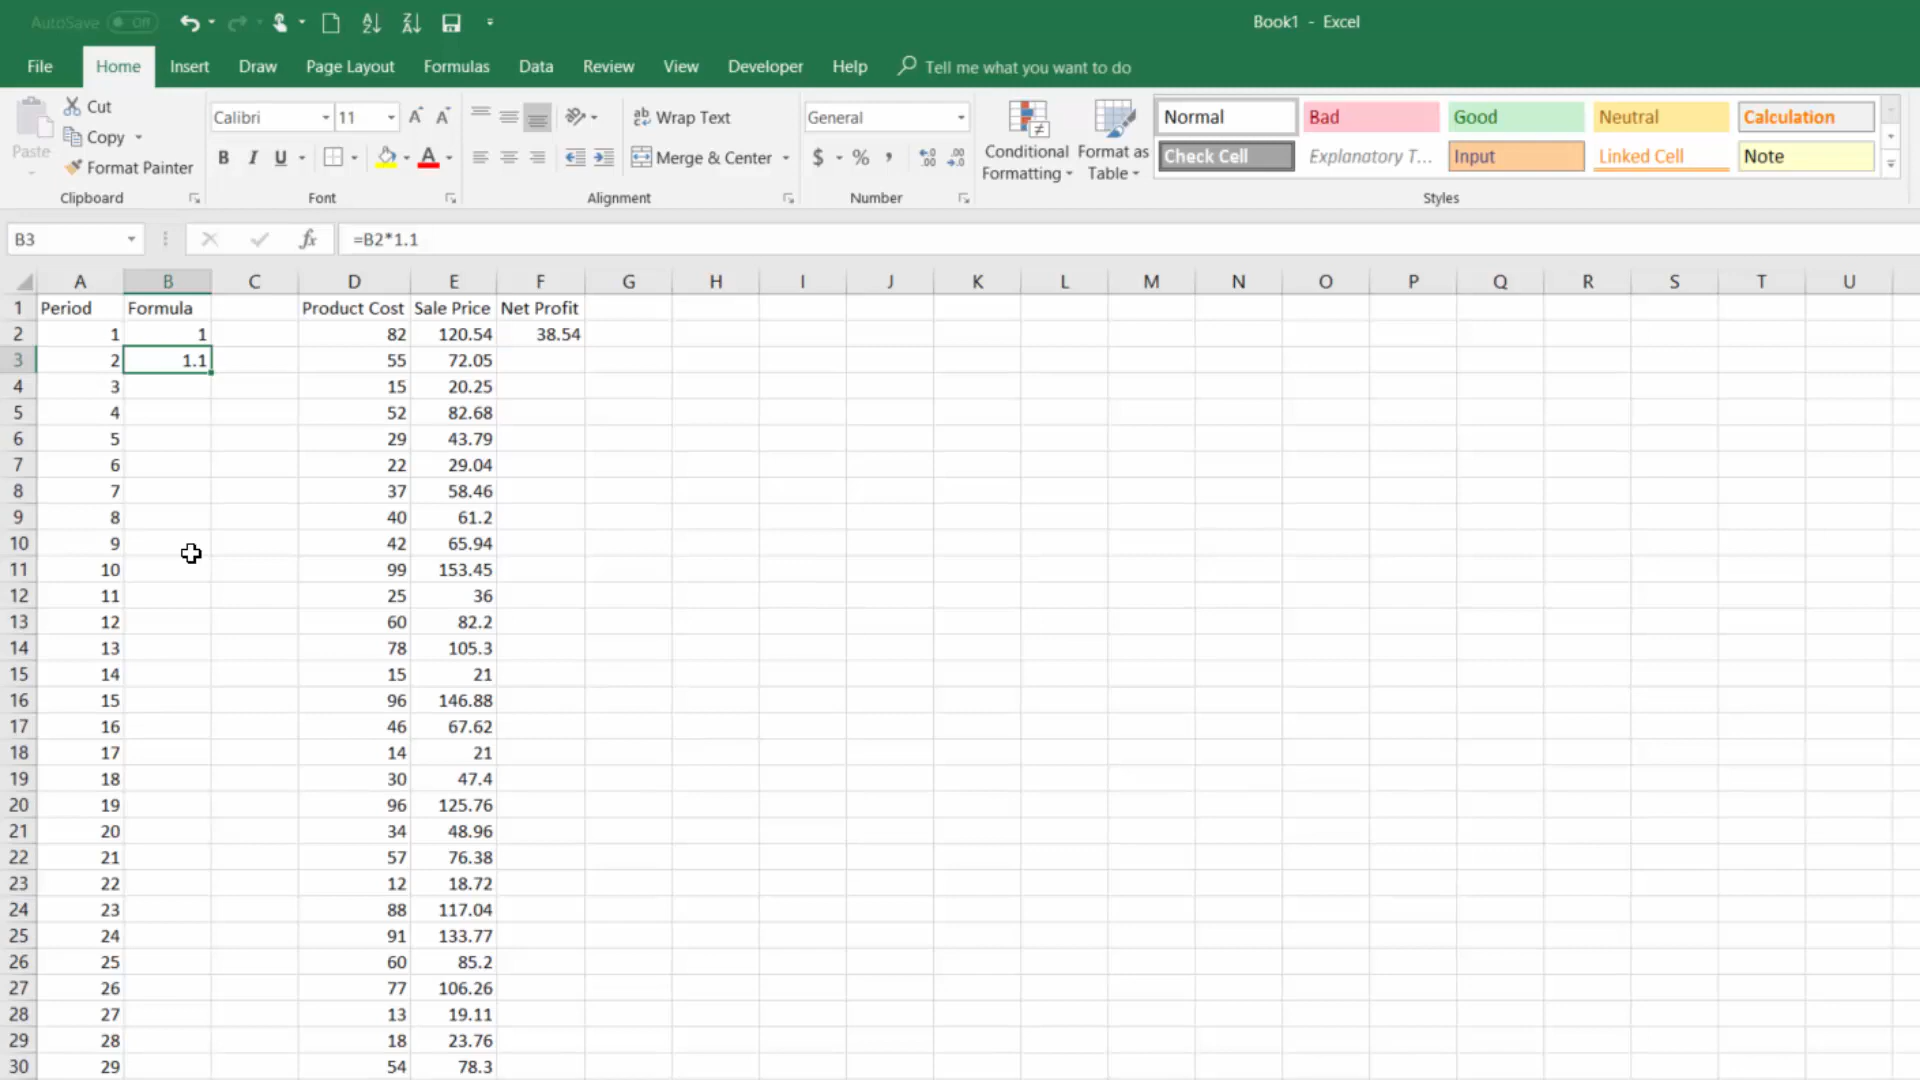 AutoSave Off
Book1 - Excel
File Home Insert Draw Page Layout Formulas Data Review View Developer Help Tell me what you want to do
Paste
Cut
Copy
Format Painter
Clipboard
Calibri 11 A A
B I U A
Font
ab Wrap Text
Merge & Center
Alignment
General
$ % ,
Number
Conditional Formatting
Format as Table
Normal Bad Good Neutral Calculation
Check Cell Explanatory T... Input Linked Cell Note
Styles
B3 fx =B2*1.1
A B C D E F G H I J K L M N O P Q R S T U
1 Period Formula Product Cost Sale Price Net Profit
2 1 1 82 120.54 38.54
3 2 1.1 55 72.05
4 3 15 20.25
5 4 52 82.68
6 5 29 43.79
7 6 22 29.04
8 7 37 58.46
9 8 40 61.2
10 9 42 65.94
11 10 99 153.45
12 11 25 36
13 12 60 82.2
14 13 78 105.3
15 14 15 21
16 15 96 146.88
17 16 46 67.62
18 17 14 21
19 18 30 47.4
20 19 96 125.76
21 20 34 48.96
22 21 57 76.38
23 22 12 18.72
24 23 88 117.04
25 24 91 133.77
26 25 60 85.2
27 26 77 106.26
28 27 13 19.11
29 28 18 23.76
30 29 54 78.3